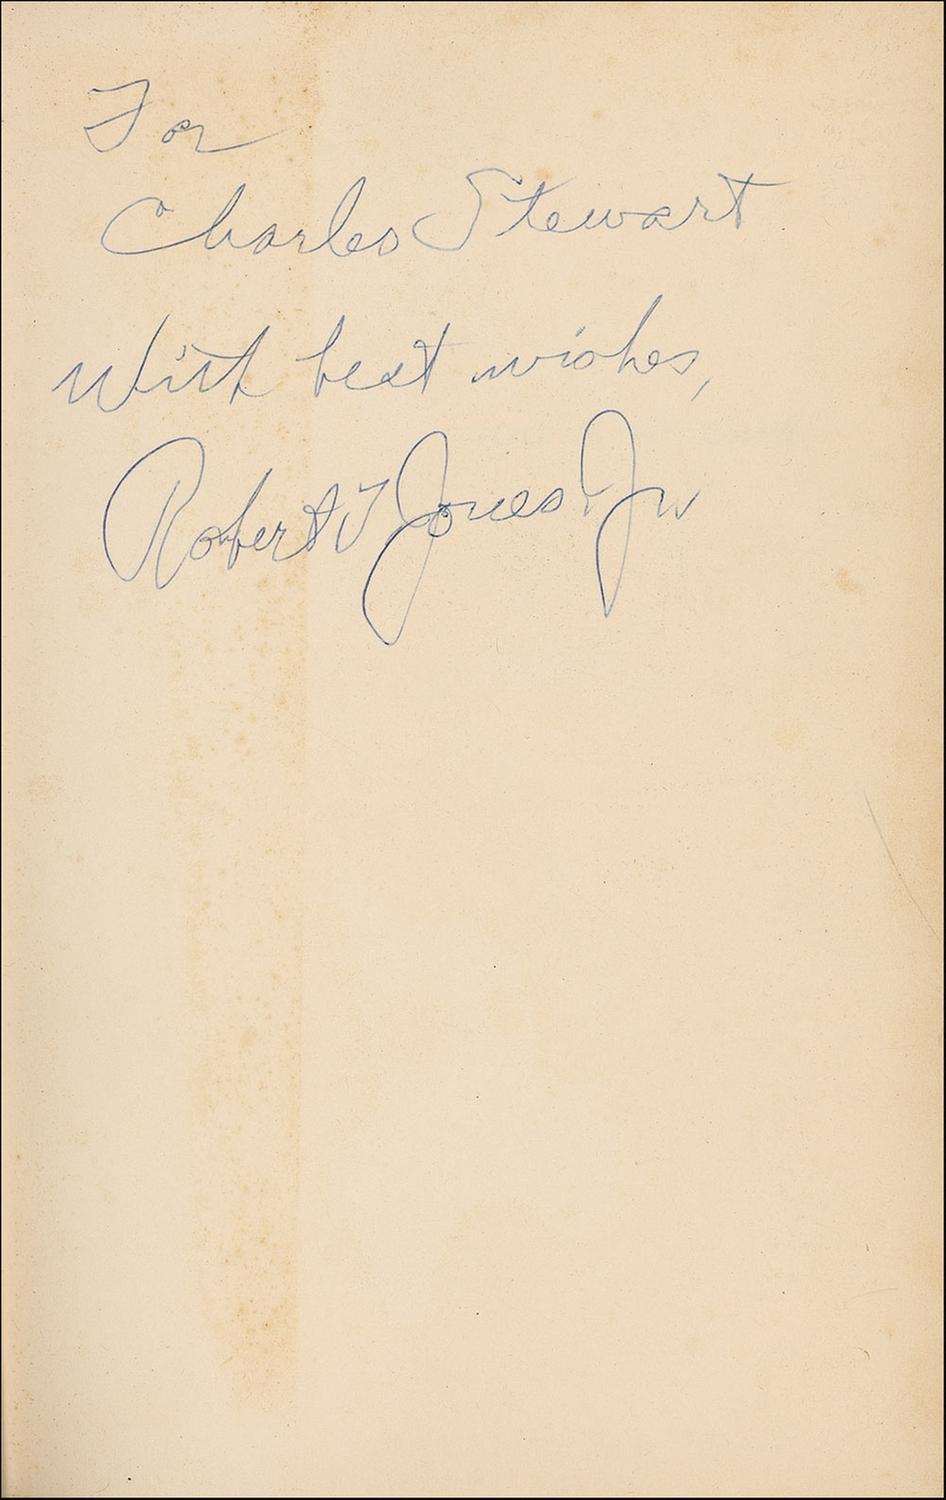 For
Charles Stewart
With best wishes,
Robert T Jones Jr